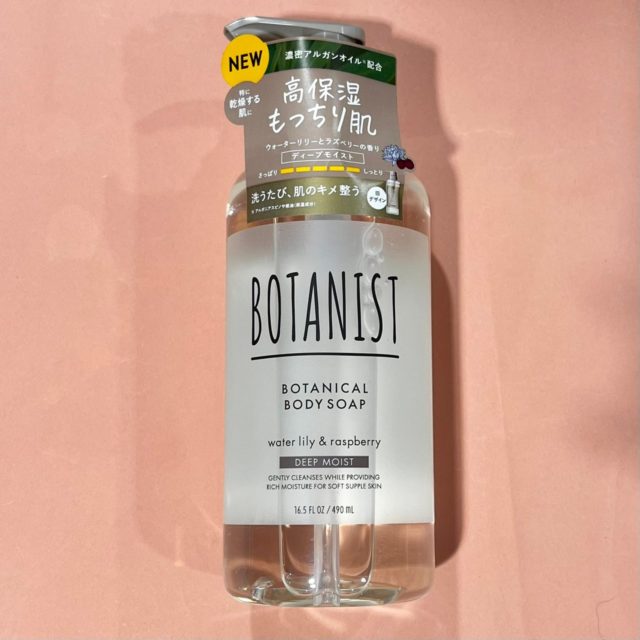 NEW
濃密アルガンオイル※配合
特に
乾燥する
肌に
高保湿
もっちり肌
ウォーターリリーとラズベリーの香り
ディープモイスト
さっぱり しっとり
洗うたび、肌のキメ整う
デザイン
BOTANIST
BOTANICAL
BODY SOAP
water lily & raspberry
DEEP MOIST
GENTLY CLEANSES WHILE PROVIDING
RICH MOISTURE FOR SOFT SUPPLE SKIN
16.5 FL OZ / 490 mL